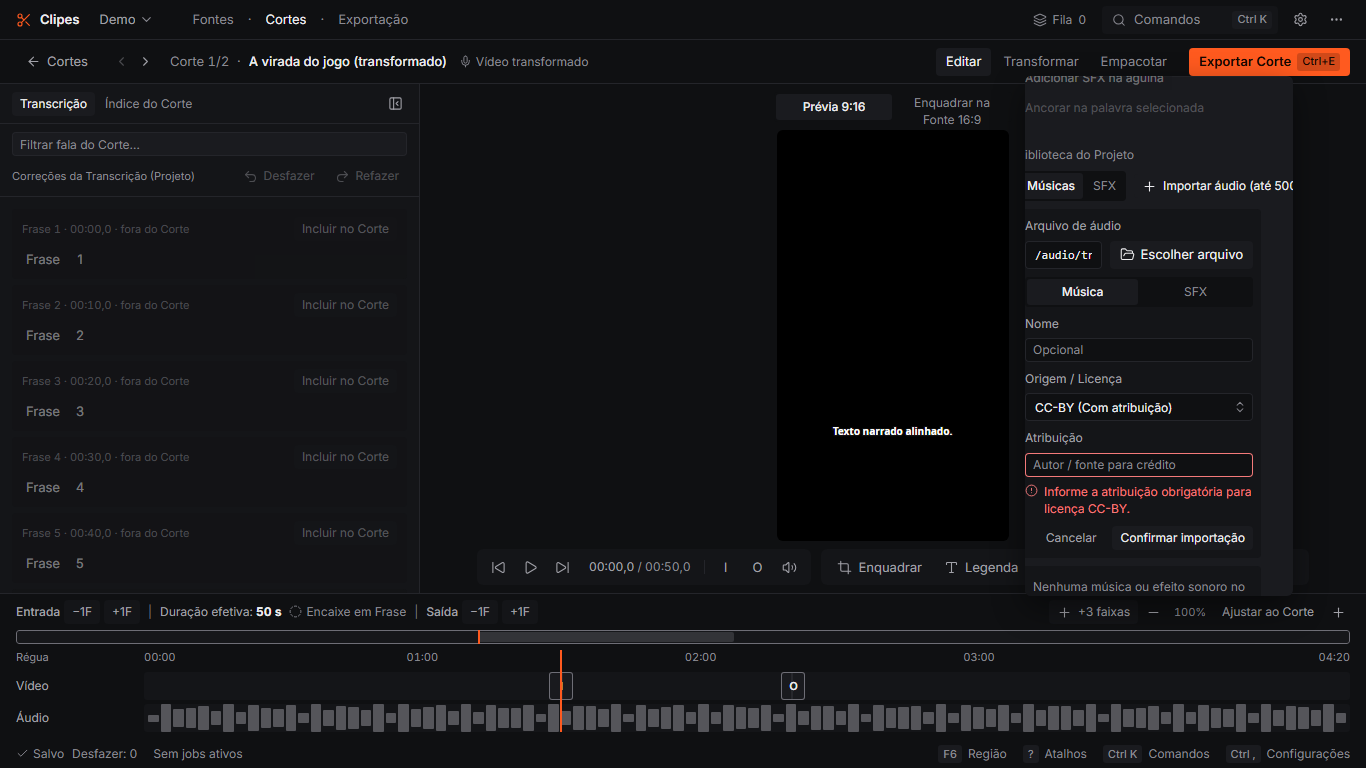 Clipes
Demo
Fontes · Cortes · Exportação
Fila 0
Comandos Ctrl K
Cortes
Corte 1/2 · A virada do jogo (transformado)
Vídeo transformado
Editar
Transformar
Empacotar
Exportar Corte Ctrl+E
Transcrição
Índice do Corte
Filtrar fala do Corte...
Correções da Transcrição (Projeto)
Desfazer
Refazer
Frase 1 · 00:00,0 · fora do Corte
Incluir no Corte
Frase 1
Frase 2 · 00:10,0 · fora do Corte
Incluir no Corte
Frase 2
Frase 3 · 00:20,0 · fora do Corte
Incluir no Corte
Frase 3
Frase 4 · 00:30,0 · fora do Corte
Incluir no Corte
Frase 4
Frase 5 · 00:40,0 · fora do Corte
Incluir no Corte
Frase 5
Prévia 9:16
Enquadrar na
Fonte 16:9
Texto narrado alinhado.
00:00,0 / 00:50,0
I
O
Enquadrar
Legenda
Adicionar SFX na agulha
Ancorar na palavra selecionada
iblioteca do Projeto
Músicas
SFX
Importar áudio (até 500
Arquivo de áudio
/audio/tr
Escolher arquivo
Música
SFX
Nome
Opcional
Origem / Licença
CC-BY (Com atribuição)
Atribuição
Autor / fonte para crédito
Informe a atribuição obrigatória para
licença CC-BY.
Cancelar
Confirmar importação
Nenhuma música ou efeito sonoro no
Entrada −1F +1F
Duração efetiva: 50 s
Encaixe em Frase
Saída −1F +1F
+3 faixas
100%
Ajustar ao Corte
Régua
00:00
01:00
02:00
03:00
04:20
Vídeo
O
Áudio
Salvo
Desfazer: 0
Sem jobs ativos
F6 Região
? Atalhos
Ctrl K Comandos
Ctrl , Configurações